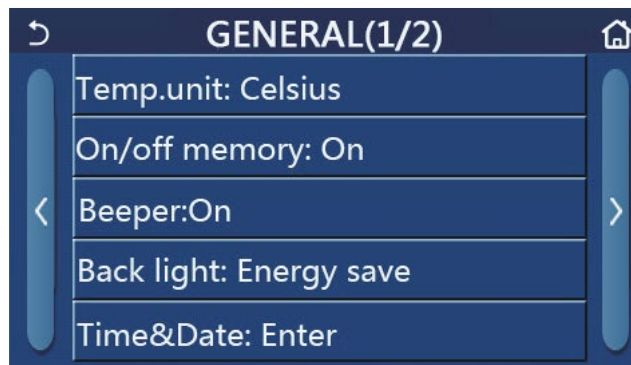 GENERAL(1/2)
Temp.unit: Celsius
On/off memory: On
Beeper:On
Back light: Energy save
Time&Date: Enter